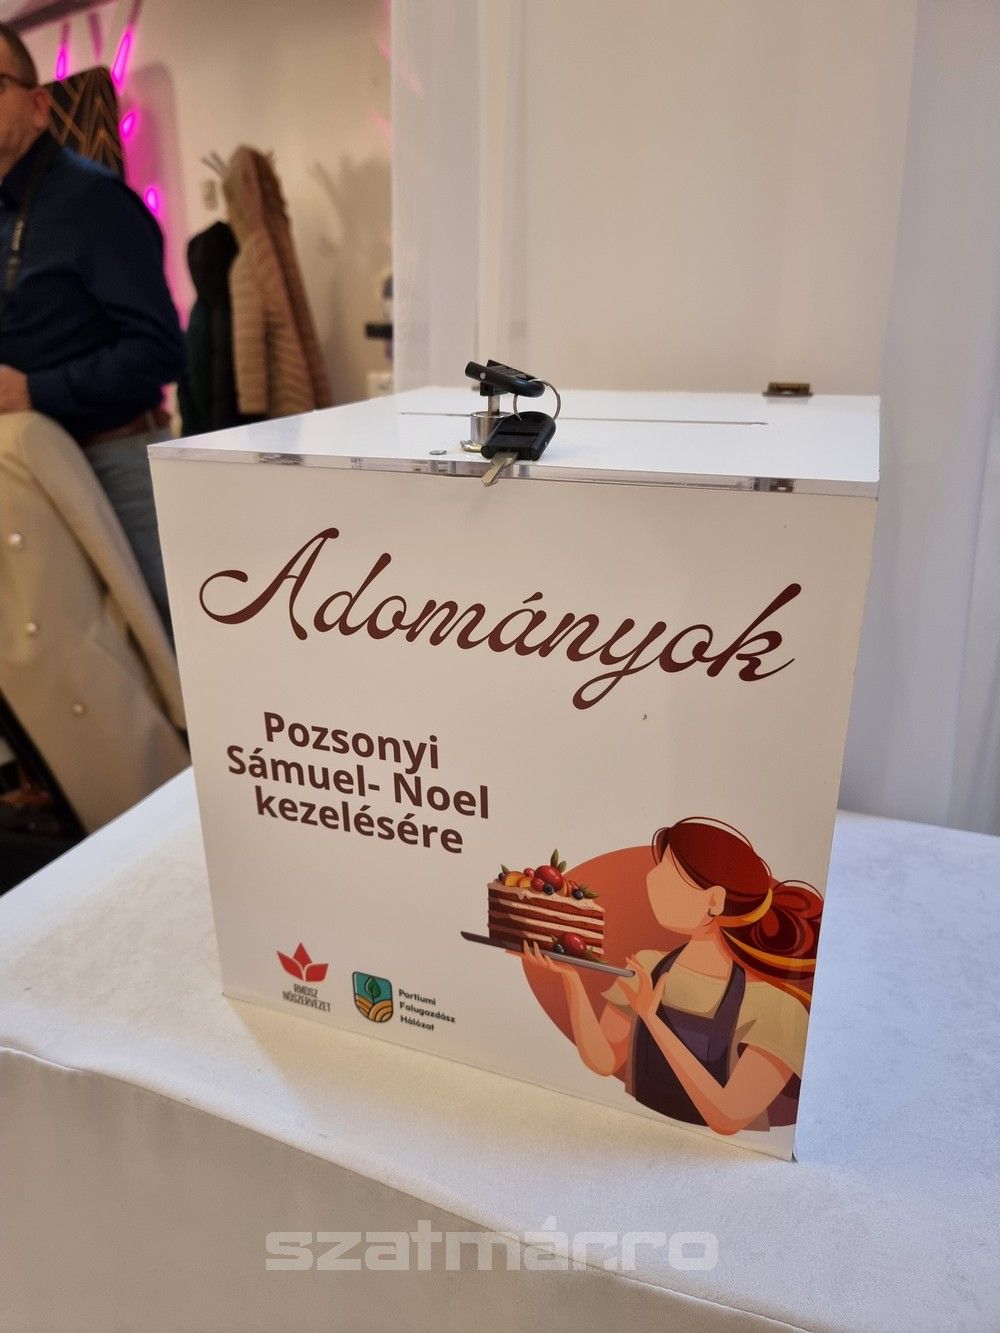 Adományok
Pozsonyi
Sámuel- Noel
kezelésére
RMDSZ
NŐSZERVEZET
Partiumi
Falugazdász
Hálózat
szatmár.ro